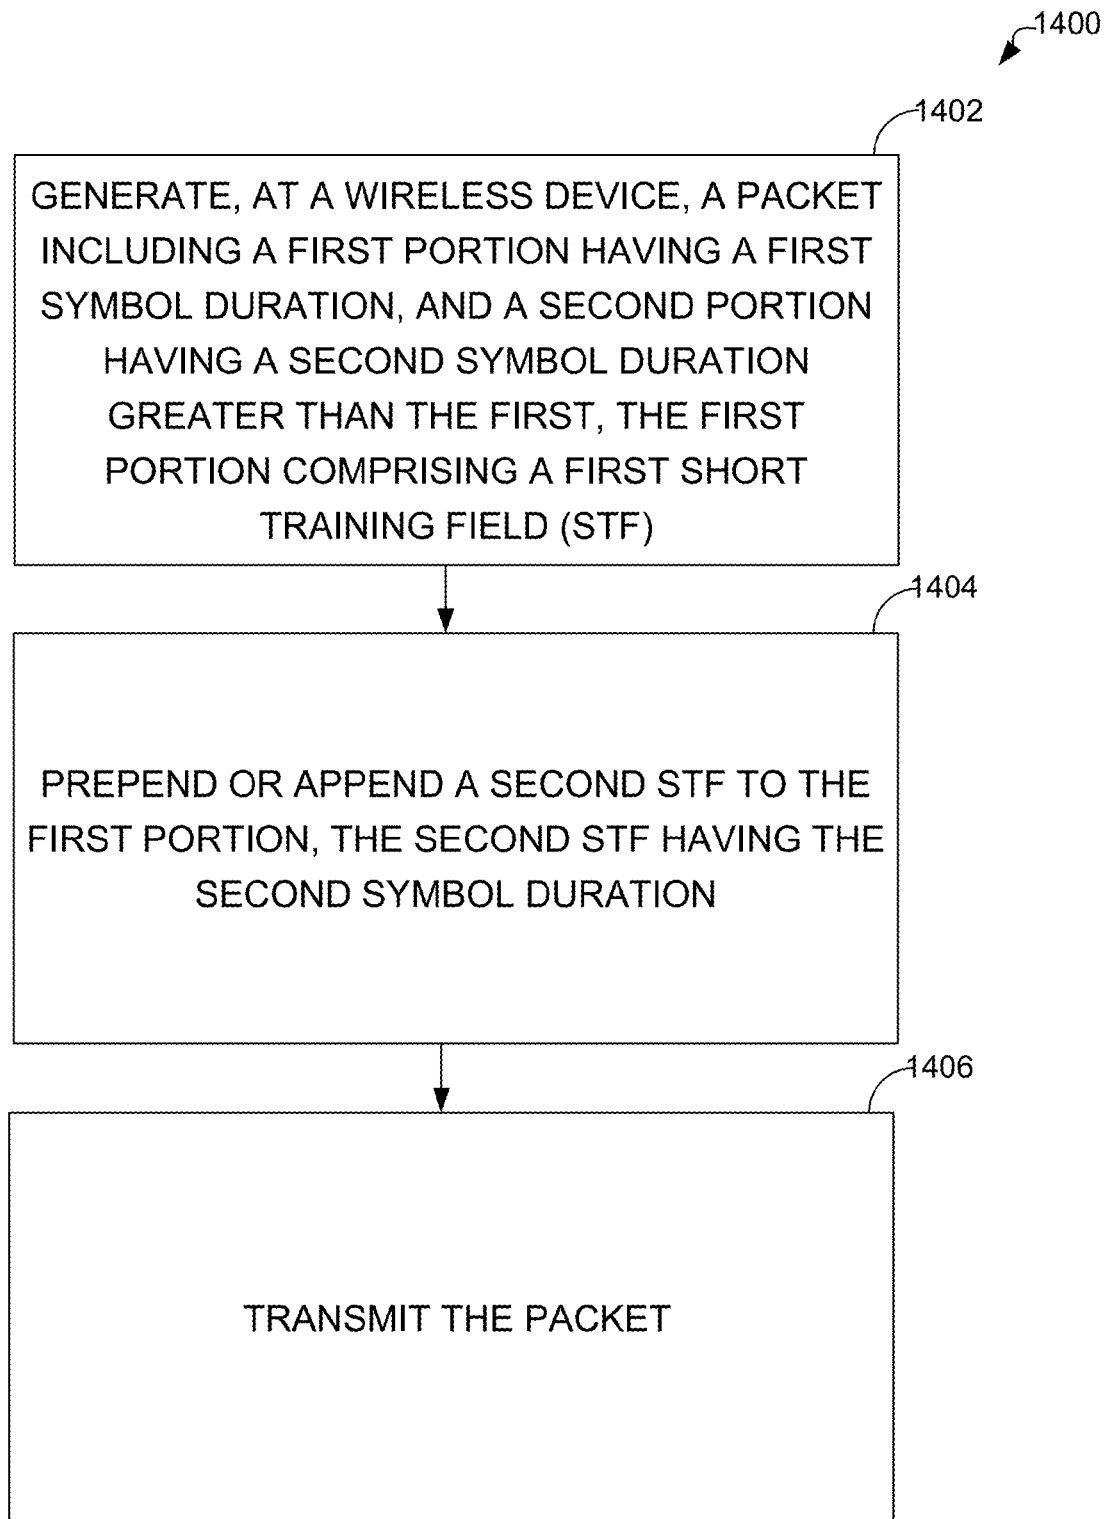 1400
1402
GENERATE, AT A WIRELESS DEVICE, A PACKET
INCLUDING A FIRST PORTION HAVING A FIRST
SYMBOL DURATION, AND A SECOND PORTION
HAVING A SECOND SYMBOL DURATION
GREATER THAN THE FIRST, THE FIRST
PORTION COMPRISING A FIRST SHORT
TRAINING FIELD (STF)
1404
PREPEND OR APPEND A SECOND STF TO THE
FIRST PORTION, THE SECOND STF HAVING THE
SECOND SYMBOL DURATION
1406
TRANSMIT THE PACKET